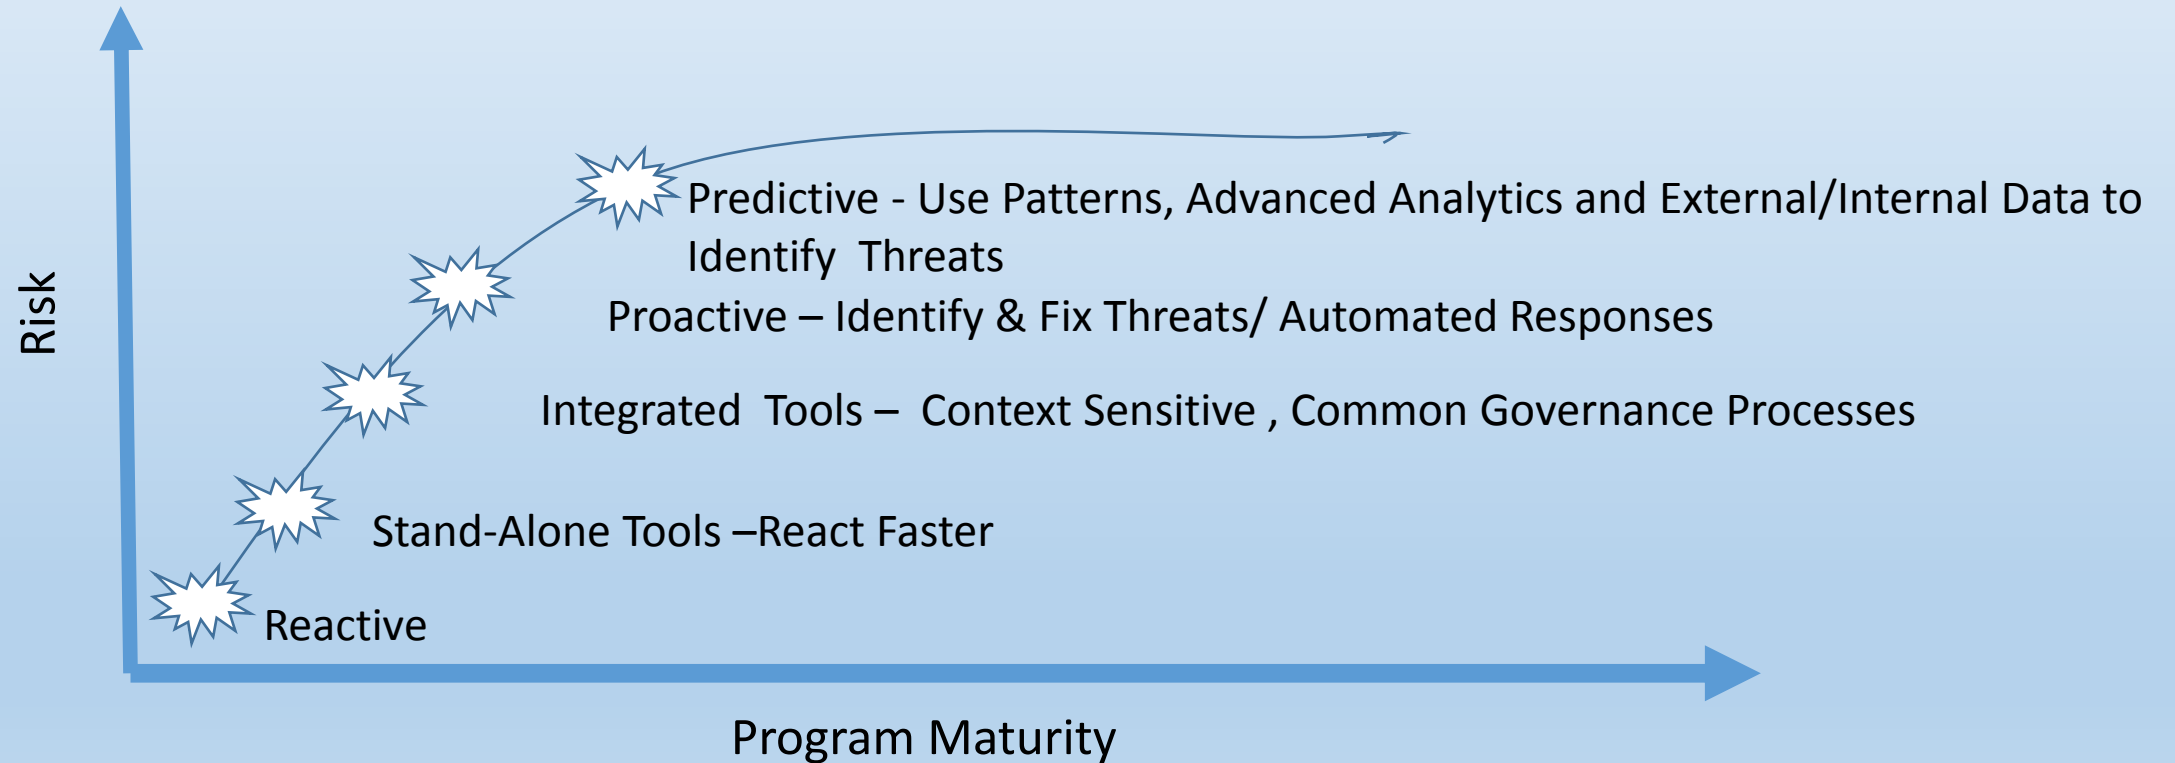 Risk
Predictive - Use Patterns, Advanced Analytics and External/Internal Data to
Identify  Threats
Proactive – Identify & Fix Threats/ Automated Responses
Integrated  Tools –  Context Sensitive , Common Governance Processes
Stand-Alone Tools –React Faster
Reactive
Program Maturity